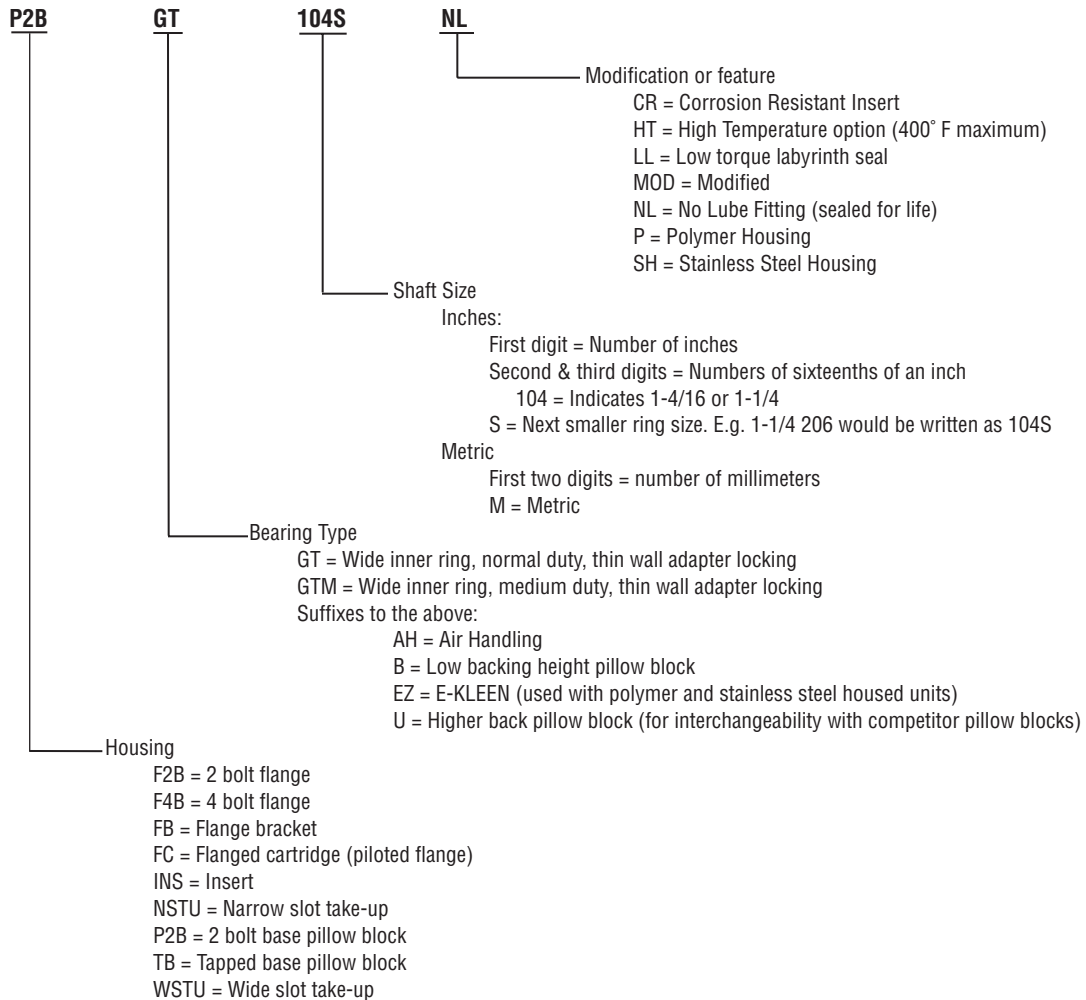 P2B GT 104S NL
Modification or feature
CR = Corrosion Resistant Insert
HT = High Temperature option (400˚ F maximum)
LL = Low torque labyrinth seal
MOD = Modified
NL = No Lube Fitting (sealed for life)
P = Polymer Housing
SH = Stainless Steel Housing
Shaft Size
Inches:
First digit = Number of inches
Second & third digits = Numbers of sixteenths of an inch
104 = Indicates 1-4/16 or 1-1/4
S = Next smaller ring size. E.g. 1-1/4 206 would be written as 104S
Metric
First two digits = number of millimeters
M = Metric
Bearing Type
GT = Wide inner ring, normal duty, thin wall adapter locking
GTM = Wide inner ring, medium duty, thin wall adapter locking
Suffixes to the above:
AH = Air Handling
B = Low backing height pillow block
EZ = E-KLEEN (used with polymer and stainless steel housed units)
U = Higher back pillow block (for interchangeability with competitor pillow blocks)
Housing
F2B = 2 bolt flange
F4B = 4 bolt flange
FB = Flange bracket
FC = Flanged cartridge (piloted flange)
INS = Insert
NSTU = Narrow slot take-up
P2B = 2 bolt base pillow block
TB = Tapped base pillow block
WSTU = Wide slot take-up